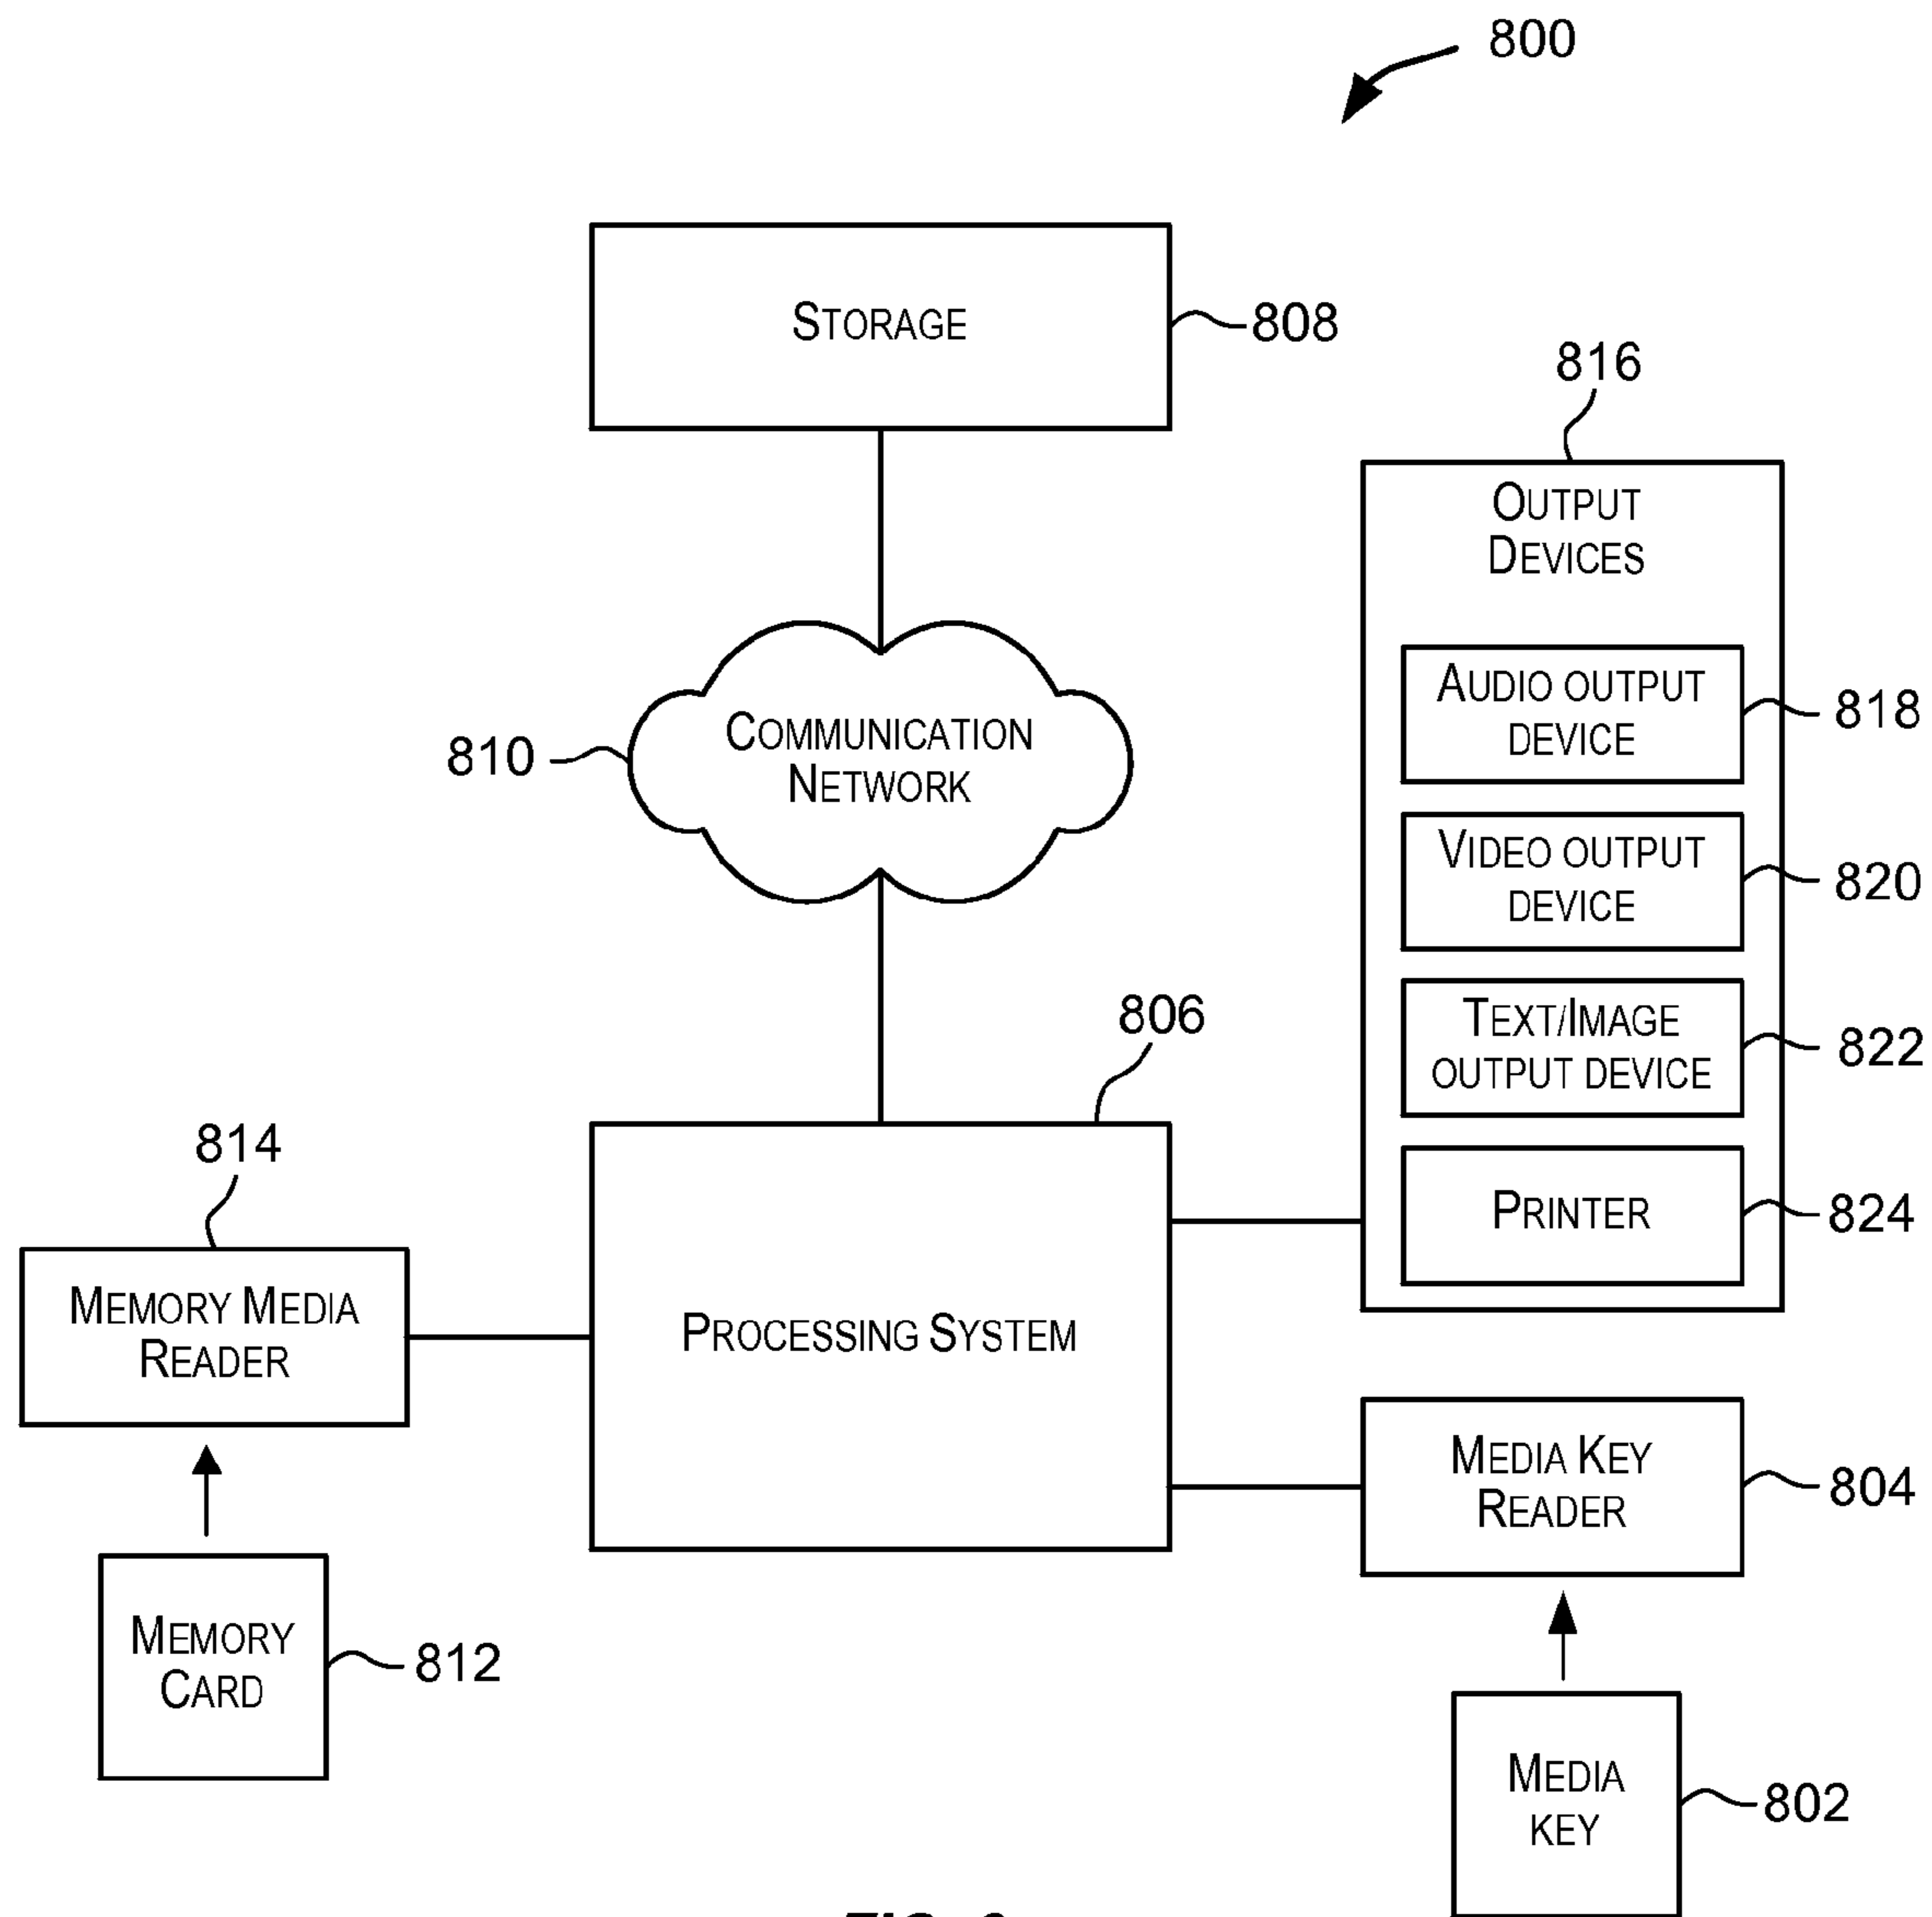 800
STORAGE
808
816
OUTPUT
DEVICES
AUDIO OUTPUT
DEVICE
818
VIDEO OUTPUT
DEVICE
820
TEXT/IMAGE
OUTPUT DEVICE
822
PRINTER
824
COMMUNICATION
NETWORK
810
806
PROCESSING SYSTEM
814
MEMORY MEDIA
READER
MEMORY
CARD
812
MEDIA KEY
READER
804
MEDIA
KEY
802